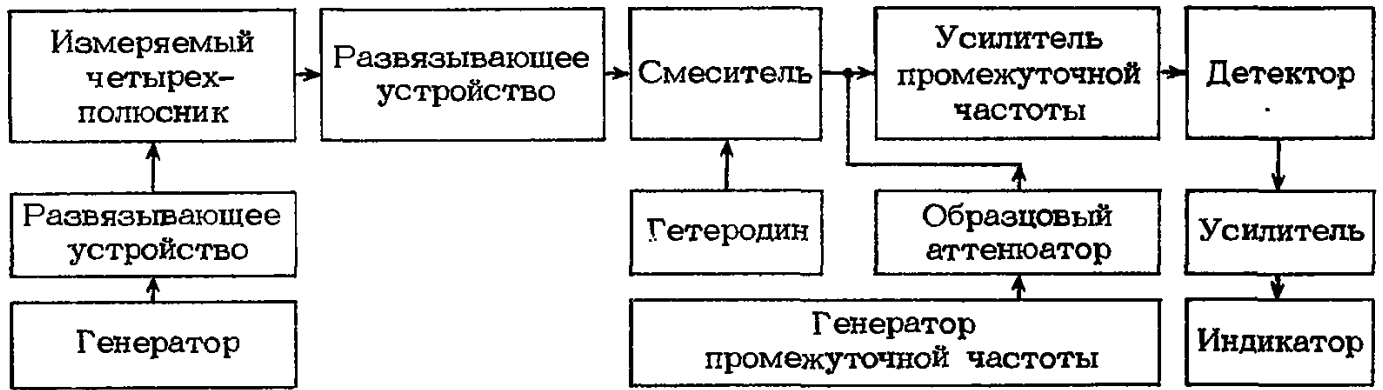 Измеряемый
четырех-
полюсник
Развязывающее
устройство
Смеситель
Усилитель
промежуточной
частоты
Детектор
Развязывающее
устройство
Гетеродин
Образцовый
аттенюатор
Усилитель
Генератор
Генератор
промежуточной частоты
Индикатор